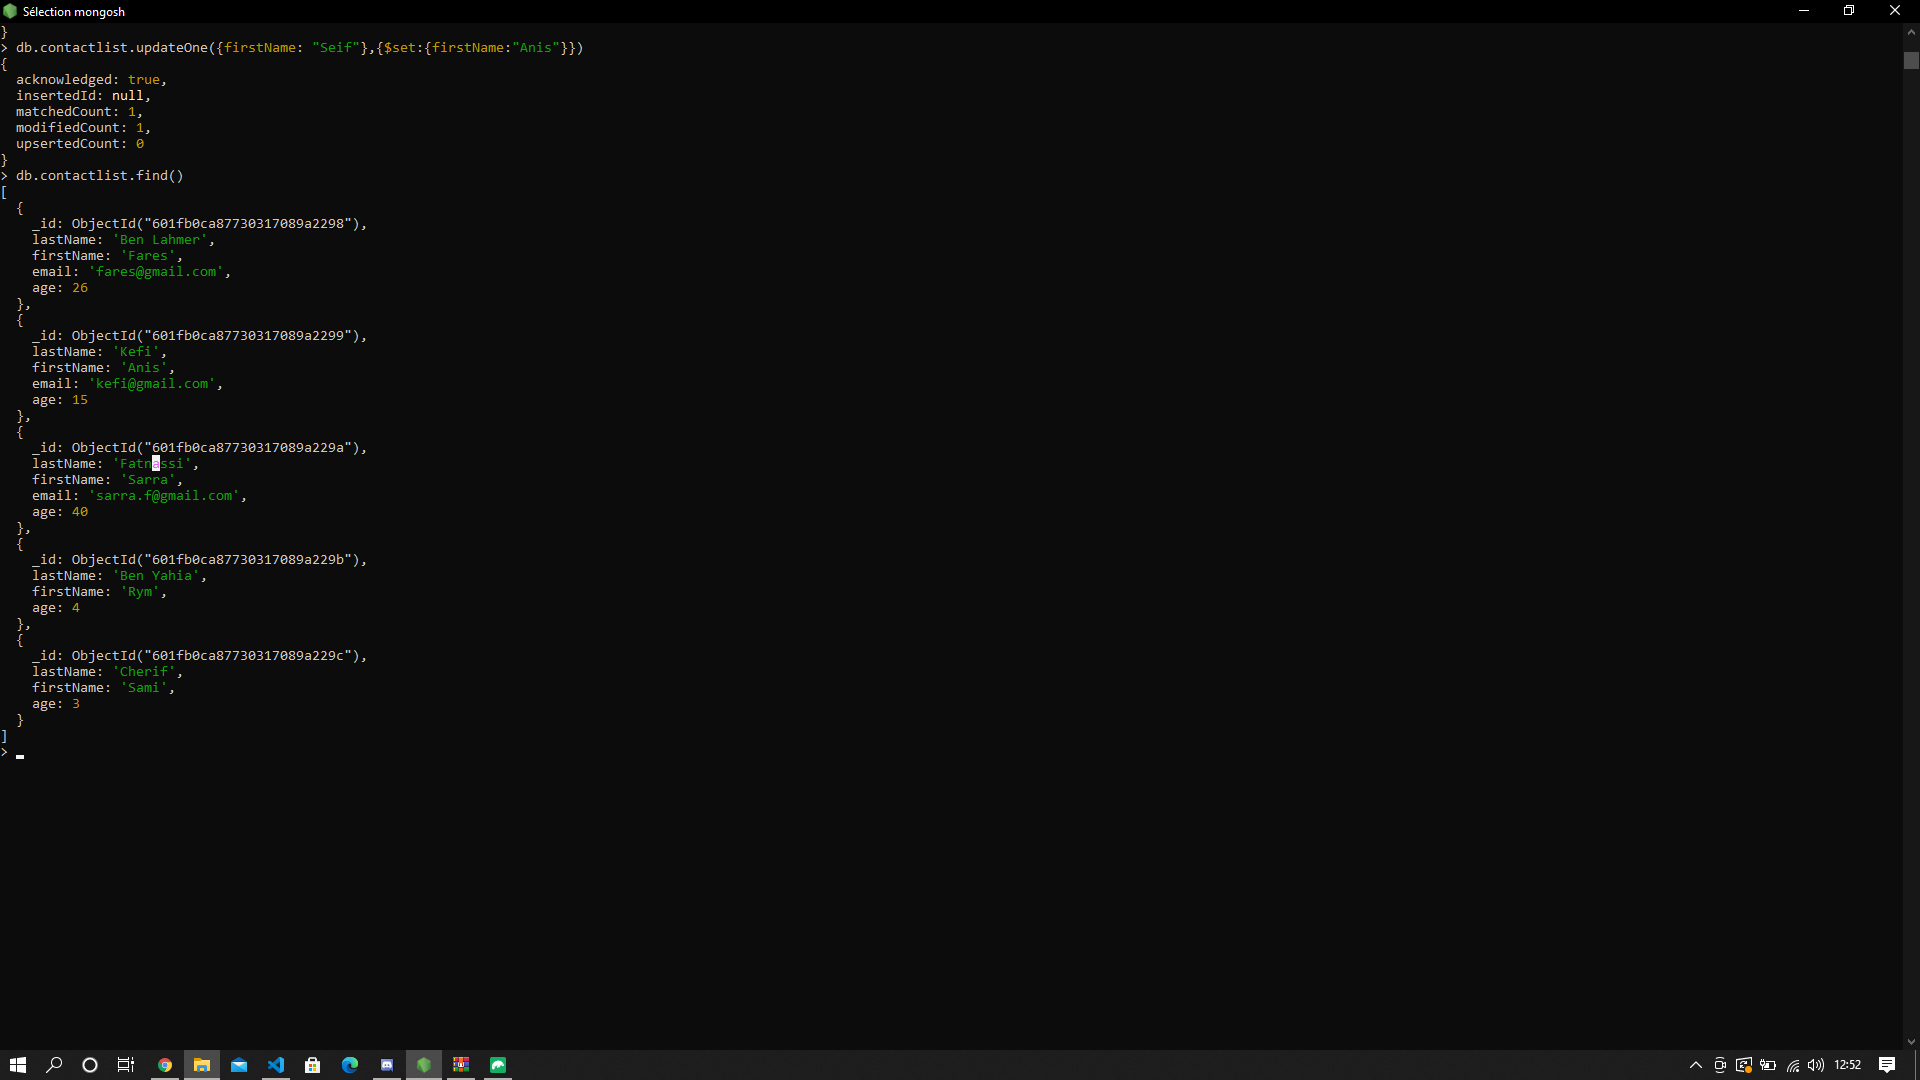 Sélection mongosh
}
> db.contactlist.updateOne({firstName: "Seif"},{$set:{firstName:"Anis"}})
{
  acknowledged: true,
  insertedId: null,
  matchedCount: 1,
  modifiedCount: 1,
  upsertedCount: 0
}
> db.contactlist.find()
[
  {
    _id: ObjectId("601fb0ca87730317089a2298"),
    lastName: 'Ben Lahmer',
    firstName: 'Fares',
    email: 'fares@gmail.com',
    age: 26
  },
  {
    _id: ObjectId("601fb0ca87730317089a2299"),
    lastName: 'Kefi',
    firstName: 'Anis',
    email: 'kefi@gmail.com',
    age: 15
  },
  {
    _id: ObjectId("601fb0ca87730317089a229a"),
    lastName: 'Fatnassi',
    firstName: 'Sarra',
    email: 'sarra.f@gmail.com',
    age: 40
  },
  {
    _id: ObjectId("601fb0ca87730317089a229b"),
    lastName: 'Ben Yahia',
    firstName: 'Rym',
    age: 4
  },
  {
    _id: ObjectId("601fb0ca87730317089a229c"),
    lastName: 'Cherif',
    firstName: 'Sami',
    age: 3
  }
]
>
12:52